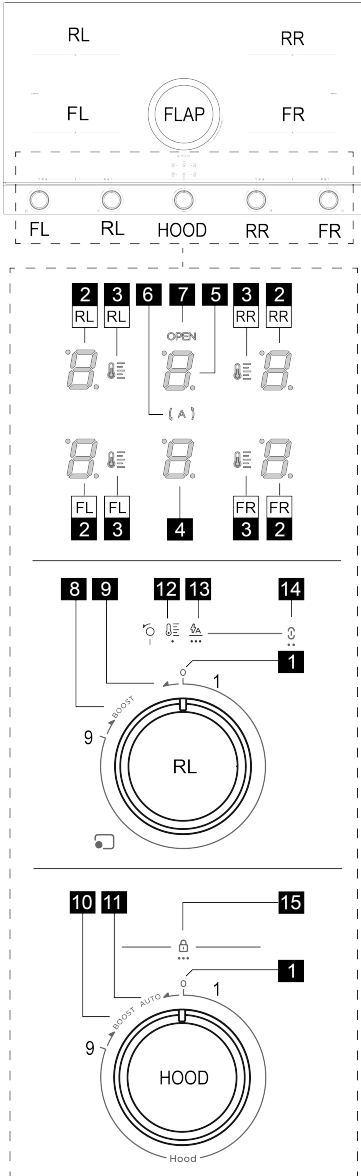 RL RR
FL FLAP FR
FL RL HOOD RR FR
2 3 6 7 5 3 2
RL RL RR RR
OPEN
( A )
FL FL FR FR
2 3 4 3 2
8 9 12 13 14
A
1
0 1
BOOST
9
RL
10 11 15
1
0 1
BOOST AUTO
9
HOOD
Hood